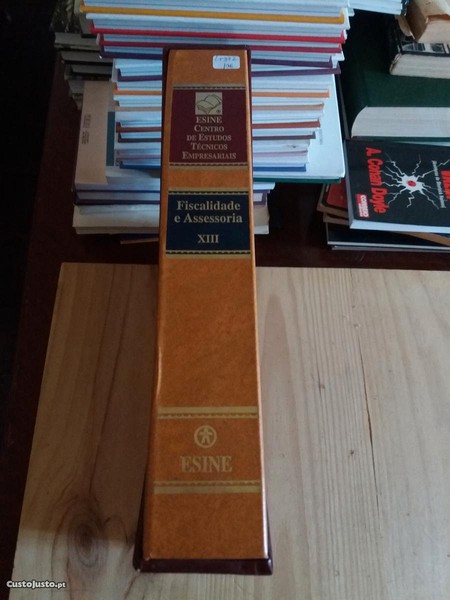 ESINE
CENTRO
DE ESTUDOS
TÉCNICOS
EMPRESARIAIS
Fiscalidade
e Assessoria
XIII
ESINE
A. Conan Doyle
CustoJusto.pt